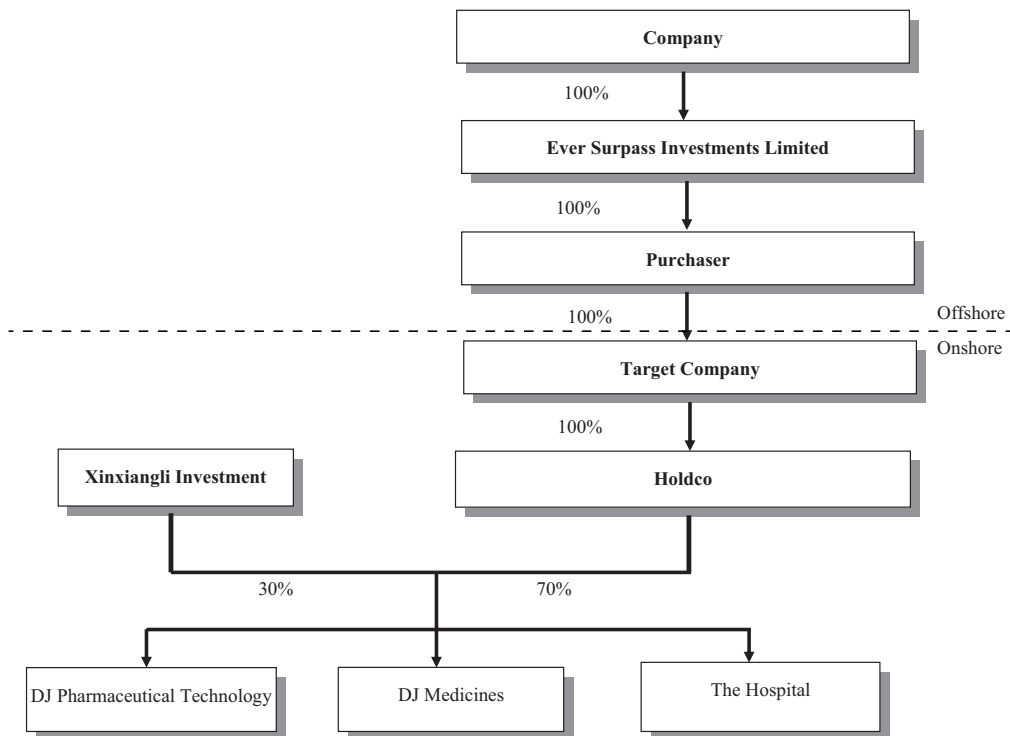 Company
100%
Ever Surpass Investments Limited
100%
Purchaser
100%
Offshore
Onshore
Target Company
100%
Xinxiangli Investment
Holdco
30%
70%
DJ Pharmaceutical Technology
DJ Medicines
The Hospital